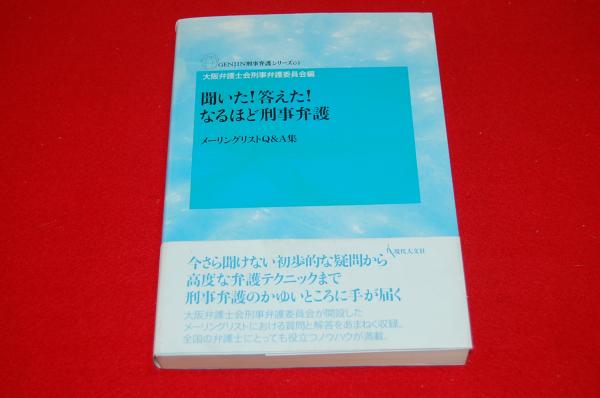 GENJIN刑事弁護シリーズ03
大阪弁護士会刑事弁護委員会編
聞いた!答えた!
なるほど刑事弁護
メーリングリストQ&A集
現代人文社
今さら聞けない初歩的な疑問から
高度な弁護テクニックまで
刑事弁護のかゆいところに手が届く
大阪弁護士会刑事弁護委員会が開設した
メーリングリストにおける質問と解答をあまねく収録。
全国の弁護士にとっても役立つノウハウが満載。